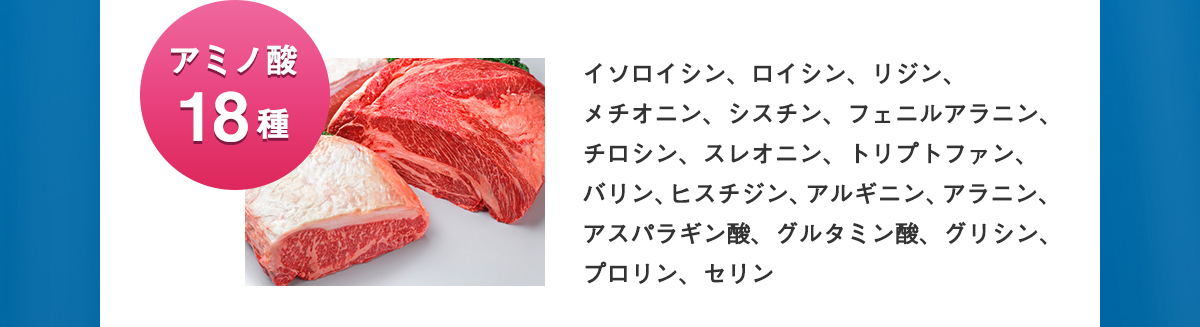 アミノ酸
18種
イソロイシン、ロイシン、リジン、
メチオニン、シスチン、フェニルアラニン、
チロシン、スレオニン、トリプトファン、
バリン、ヒスチジン、アルギニン、アラニン、
アスパラギン酸、グルタミン酸、グリシン、
プロリン、セリン